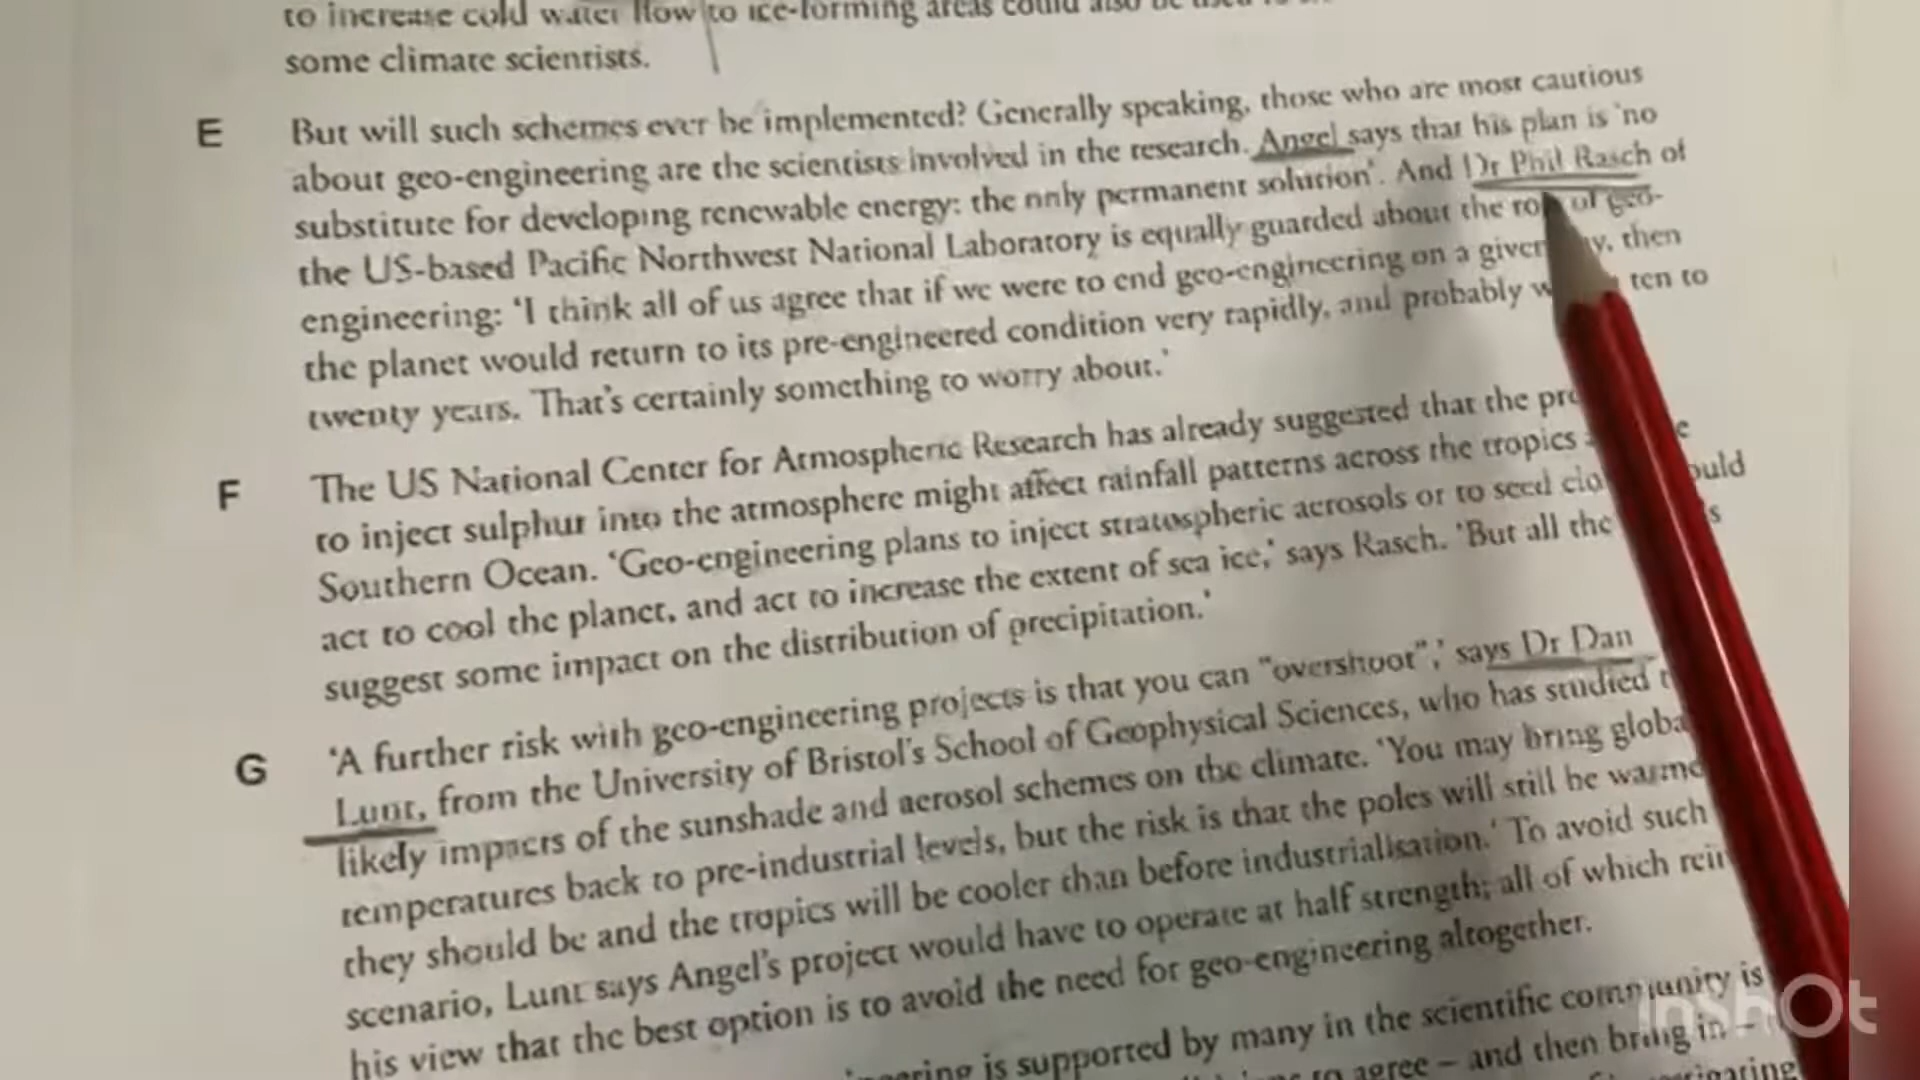 to increase cold water flow to ice-forming areas could also be used to
some climate scientists.
E But will such schemes ever be implemented? Generally speaking, those who are most cautious
about geo-engineering are the scientists involved in the research. Angel says that his plan is 'no
substitute for developing renewable energy: the only permanent solution'. And Dr Phil Rasch of
the US-based Pacific Northwest National Laboratory is equally guarded about the role of geo-
engineering: 'I think all of us agree that if we were to end geo-engineering on a given then
the planet would return to its pre-engineered condition very rapidly, and probably ten to
twenty years. That's certainly something to worry about.'
F The US National Center for Atmospheric Research has already suggested that the
to inject sulphur into the atmosphere might affect rainfall patterns across the tropics
Southern Ocean. 'Geo-engineering plans to inject stratospheric aerosols or to seed
act to cool the planet, and act to increase the extent of sea ice,' says Rasch. 'But all the
suggest some impact on the distribution of precipitation.'
G 'A further risk with geo-engineering projects is that you can "overshoot",' says Dr Dan
Lunt, from the University of Bristol's School of Geophysical Sciences, who has studied
likely impacts of the sunshade and aerosol schemes on the climate. 'You may bring
temperatures back to pre-industrial levels, but the risk is that the poles will still be
they should be and the tropics will be cooler than before industrialisation.' To avoid such
scenario, Lunt says Angel's project would have to operate at half strength; all of which
his view that the best option is to avoid the need for geo-engineering altogether.
is supported by many in the scientific community is
to agree – and then bring in –
InShOt